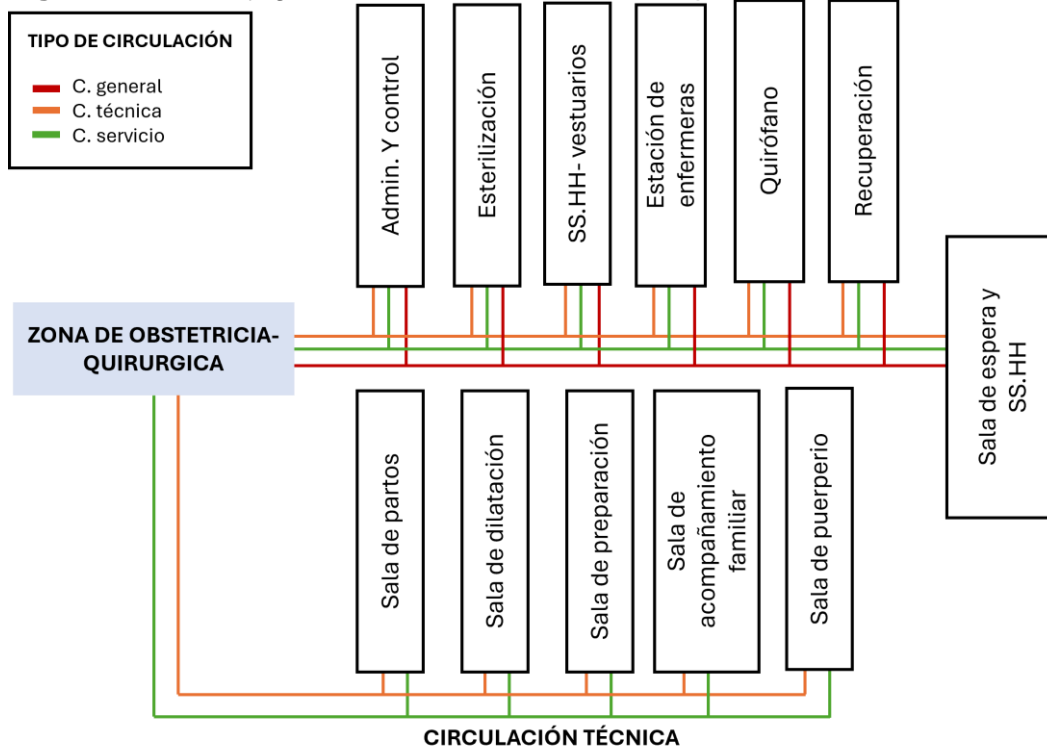 TIPO DE CIRCULACIÓN
C. general
C. técnica
C. servicio
Admin. Y control
Esterilización
SS.HH- vestuarios
Estación de
enfermeras
Quirófano
Recuperación
ZONA DE OBSTETRICIA-
QUIRURGICA
Sala de espera y
SS.HH
Sala de partos
Sala de dilatación
Sala de preparación
Sala de
acompañamiento
familiar
Sala de puerperio
CIRCULACIÓN TÉCNICA